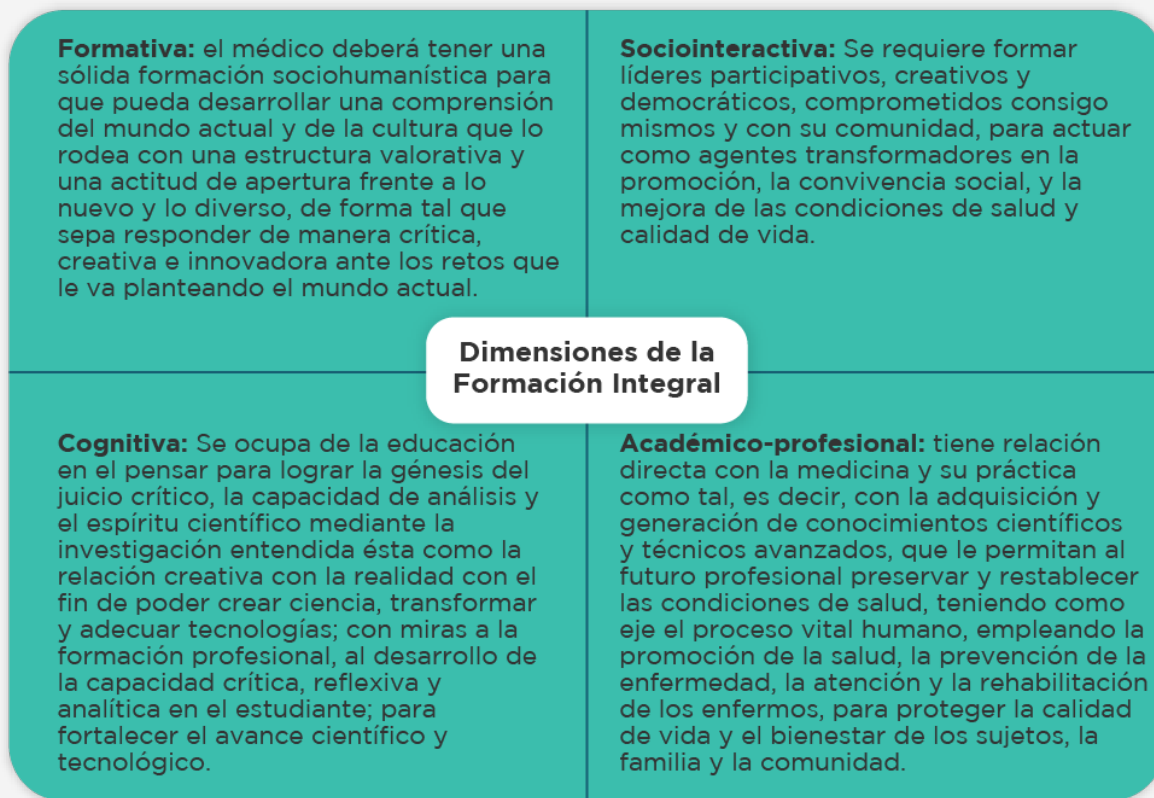 Formativa: el médico deberá tener una
sólida formación sociohumanística para
que pueda desarrollar una comprensión
del mundo actual y de la cultura que lo
rodea con una estructura valorativa y
una actitud de apertura frente a lo
nuevo y lo diverso, de forma tal que
sepa responder de manera crítica,
creativa e innovadora ante los retos que
le va planteando el mundo actual.
Sociointeractiva: Se requiere formar
líderes participativos, creativos y
democráticos, comprometidos consigo
mismos y con su comunidad, para actuar
como agentes transformadores en la
promoción, la convivencia social, y la
mejora de las condiciones de salud y
calidad de vida.
Dimensiones de la
Formación Integral
Cognitiva: Se ocupa de la educación
en el pensar para lograr la génesis del
juicio crítico, la capacidad de análisis y
el espíritu científico mediante la
investigación entendida ésta como la
relación creativa con la realidad con el
fin de poder crear ciencia, transformar
y adecuar tecnologías; con miras a la
formación profesional, al desarrollo de
la capacidad crítica, reflexiva y
analítica en el estudiante; para
fortalecer el avance científico y
tecnológico.
Académico-profesional: tiene relación
directa con la medicina y su práctica
como tal, es decir, con la adquisición y
generación de conocimientos científicos
y técnicos avanzados, que le permitan al
futuro profesional preservar y restablecer
las condiciones de salud, teniendo como
eje el proceso vital humano, empleando la
promoción de la salud, la prevención de la
enfermedad, la atención y la rehabilitación
de los enfermos, para proteger la calidad
de vida y el bienestar de los sujetos, la
familia y la comunidad.